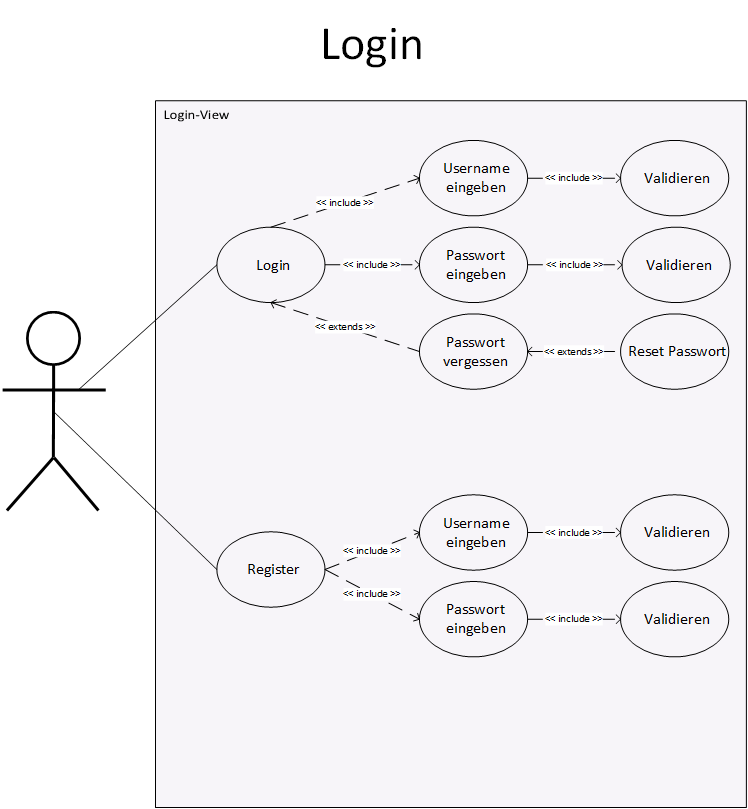 Login
Login-View
Username
eingeben
<< include >>
Validieren
<< include >>
Login
<< include >>
Passwort
eingeben
<< include >>
Validieren
<< extends >>
Passwort
vergessen
<< extends >>
Reset Passwort
Username
eingeben
<< include >>
Validieren
<< include >>
Register
<< include >>
Passwort
eingeben
<< include >>
Validieren